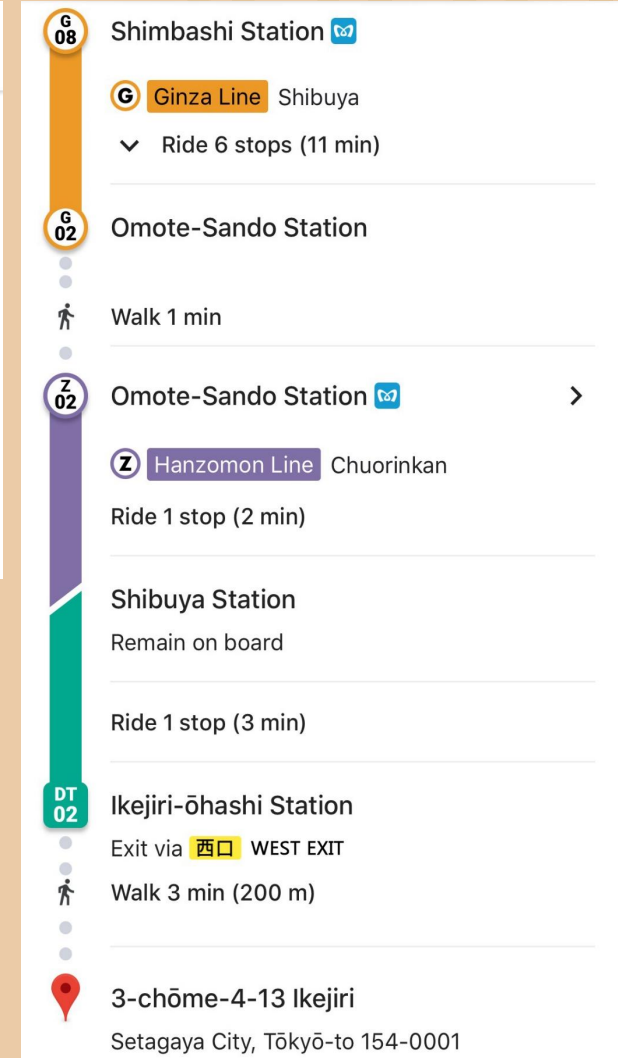 G
08
Shimbashi Station
G Ginza Line Shibuya
Ride 6 stops (11 min)
G
02
Omote-Sando Station
Walk 1 min
Z
02
Omote-Sando Station
Z Hanzomon Line Chuorinkan
Ride 1 stop (2 min)
Shibuya Station
Remain on board
Ride 1 stop (3 min)
DT
02
Ikejiri-ōhashi Station
Exit via 西口 WEST EXIT
Walk 3 min (200 m)
3-chōme-4-13 Ikejiri
Setagaya City, Tōkyō-to 154-0001